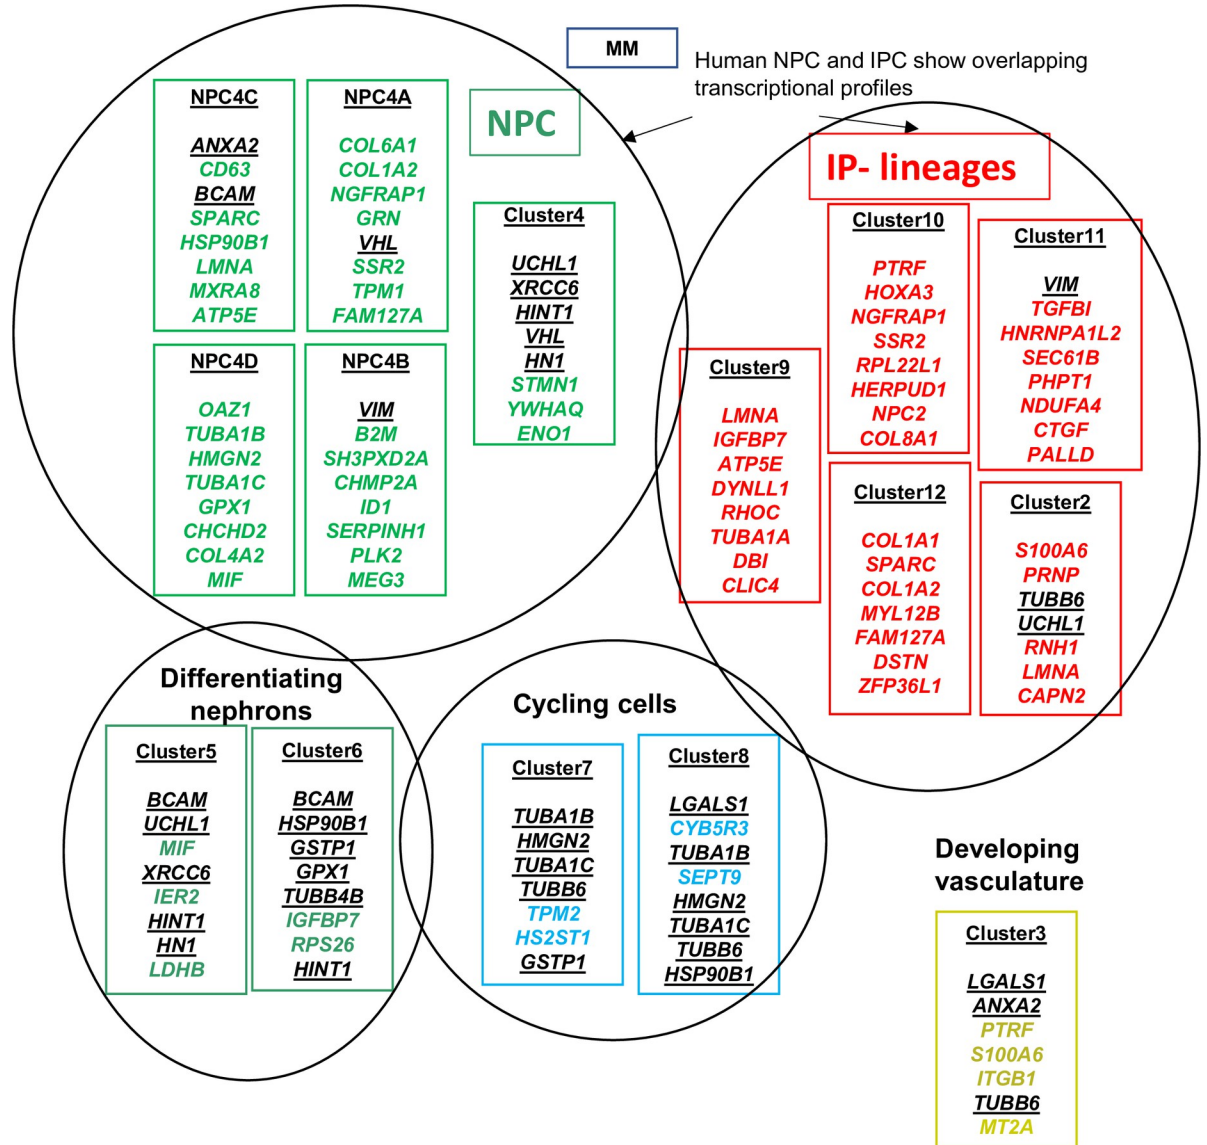 MM
Human NPC and IPC show overlapping
transcriptional profiles
NPC
NPC4C
ANXA2
CD63
BCAM
SPARC
HSP90B1
LMNA
MXRA8
ATP5E
NPC4A
COL6A1
COL1A2
NGFRAP1
GRN
VHL
SSR2
TPM1
FAM127A
Cluster4
UCHL1
XRCC6
HINT1
VHL
HN1
STMN1
YWHAQ
ENO1
NPC4D
OAZ1
TUBA1B
HMGN2
TUBA1C
GPX1
CHCHD2
COL4A2
MIF
NPC4B
VIM
B2M
SH3PXD2A
CHMP2A
ID1
SERPINH1
PLK2
MEG3
IP- lineages
Cluster10
PTRF
HOXA3
NGFRAP1
SSR2
RPL22L1
HERPUD1
NPC2
COL8A1
Cluster11
VIM
TGFBI
HNRNPA1L2
SEC61B
PHPT1
NDUFA4
CTGF
PALLD
Cluster9
LMNA
IGFBP7
ATP5E
DYNLL1
RHOC
TUBA1A
DBI
CLIC4
Cluster12
COL1A1
SPARC
COL1A2
MYL12B
FAM127A
DSTN
ZFP36L1
Cluster2
S100A6
PRNP
TUBB6
UCHL1
RNH1
LMNA
CAPN2
Differentiating
nephrons
Cluster5
BCAM
UCHL1
MIF
XRCC6
IER2
HINT1
HN1
LDHB
Cluster6
BCAM
HSP90B1
GSTP1
GPX1
TUBB4B
IGFBP7
RPS26
HINT1
Cycling cells
Cluster7
TUBA1B
HMGN2
TUBA1C
TUBB6
TPM2
HS2ST1
GSTP1
Cluster8
LGALS1
CYB5R3
TUBA1B
SEPT9
HMGN2
TUBA1C
TUBB6
HSP90B1
Developing
vasculature
Cluster3
LGALS1
ANXA2
PTRF
S100A6
ITGB1
TUBB6
MT2A